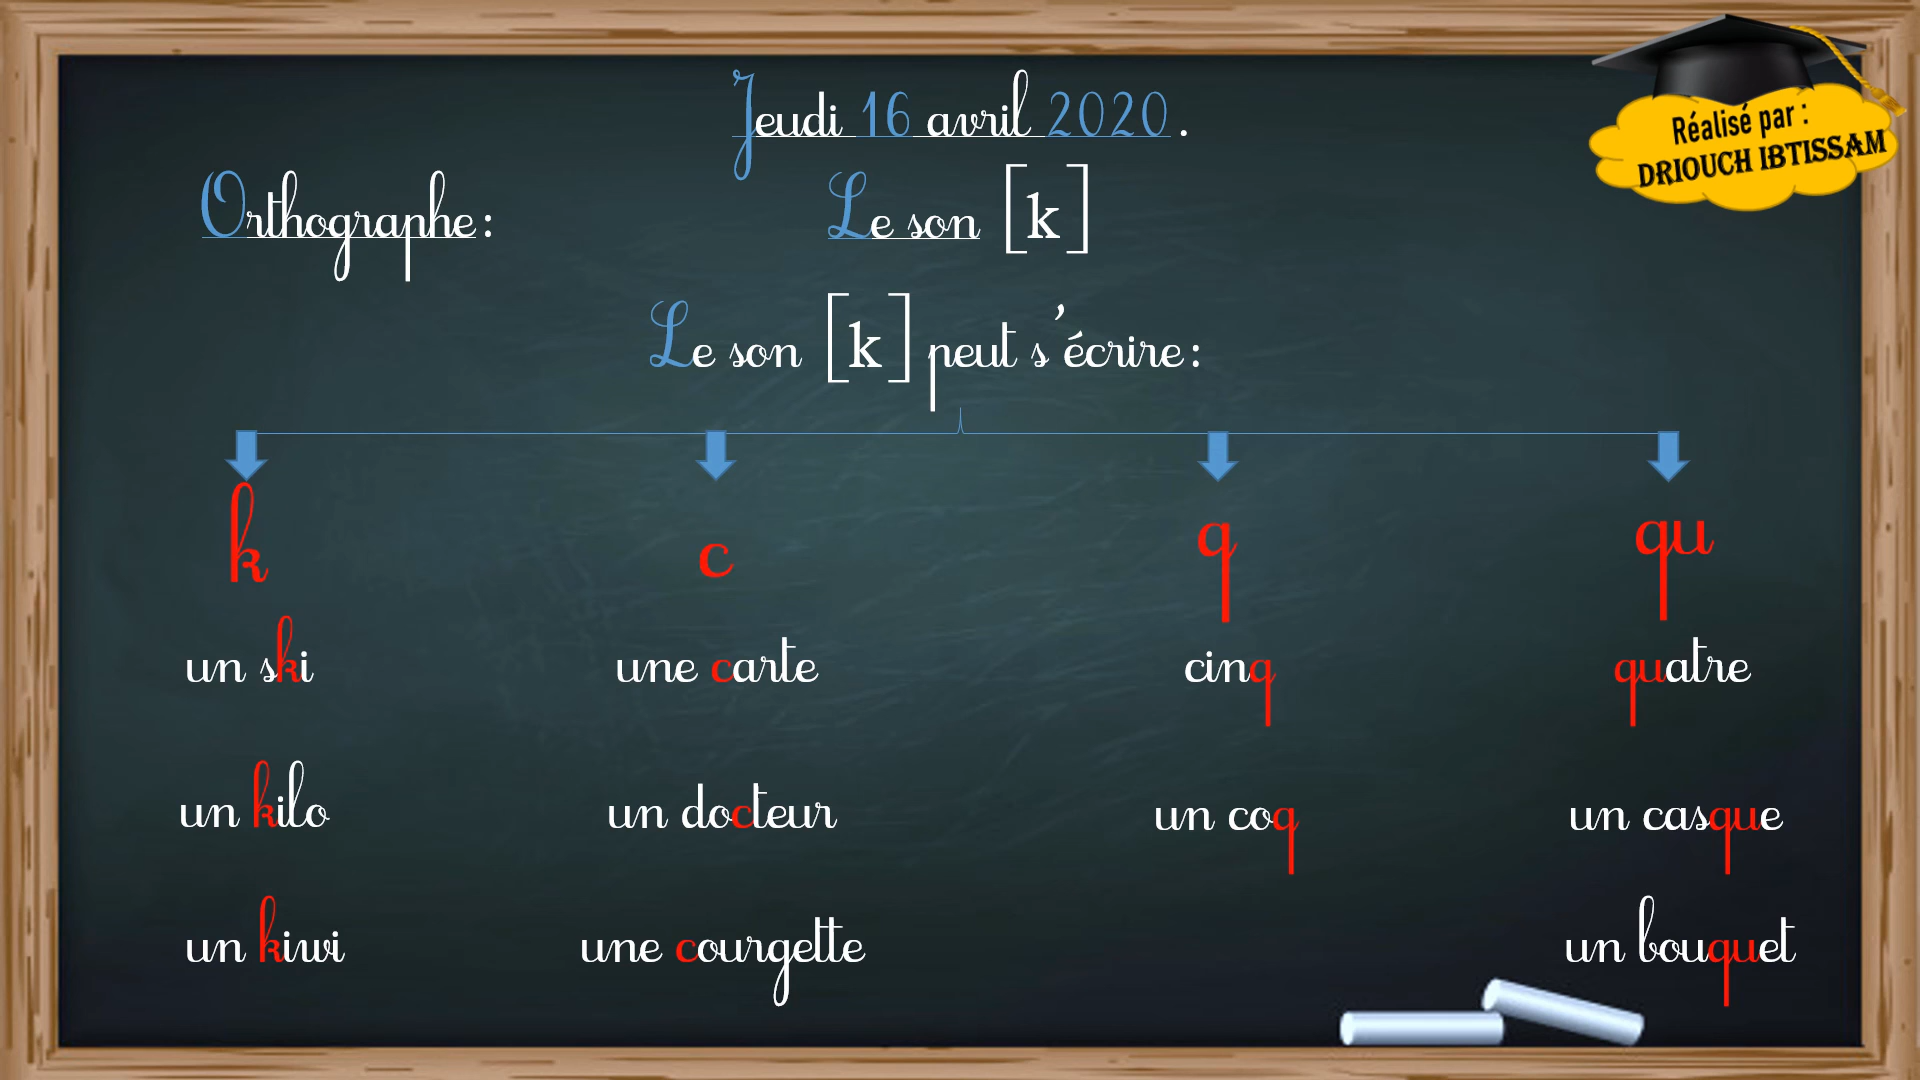 Jeudi 16 avril 2020.
Réalisé par :
DRIOUCH IBTISSAM
Orthographe: Le son [k]
Le son [k] peut s'écrire:
k c q qu
un ski une carte cinq quatre
un kilo un docteur un coq un casque
un kiwi une courgette un bouquet